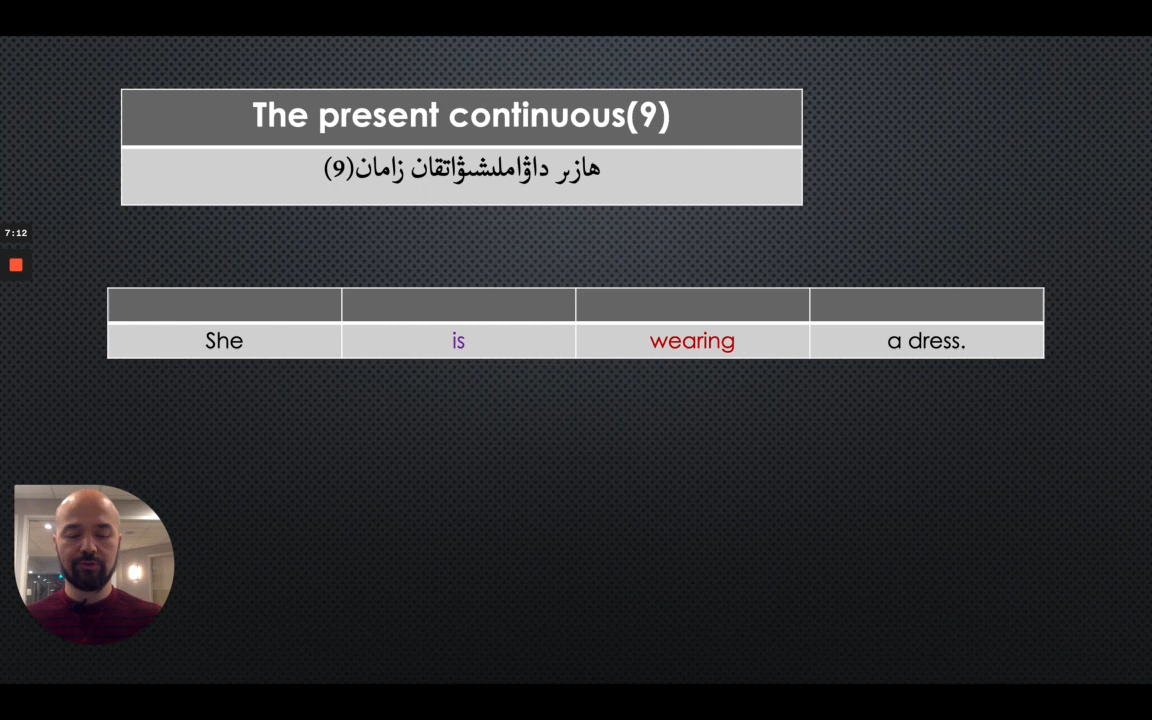 The present continuous(9)
ھازىر داۋاملىشىۋاتقان زامان(9)
7:12
She is wearing a dress.